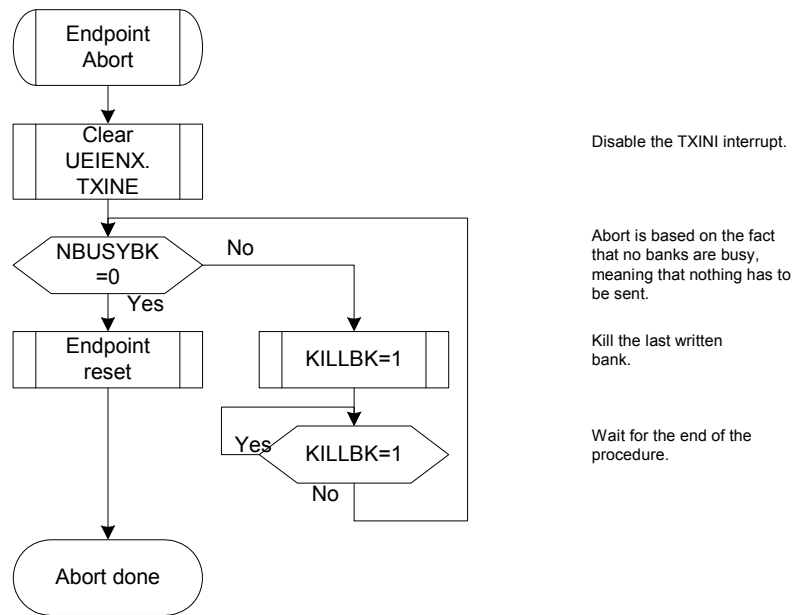 Endpoint
Abort
Clear
UEIENX.
TXINE
Disable the TXINI interrupt.
NBUSYBK
=0
No
Yes
Abort is based on the fact
that no banks are busy,
meaning that nothing has to
be sent.
Endpoint
reset
KILLBK=1
Kill the last written
bank.
Yes
KILLBK=1
No
Wait for the end of the
procedure.
Abort done